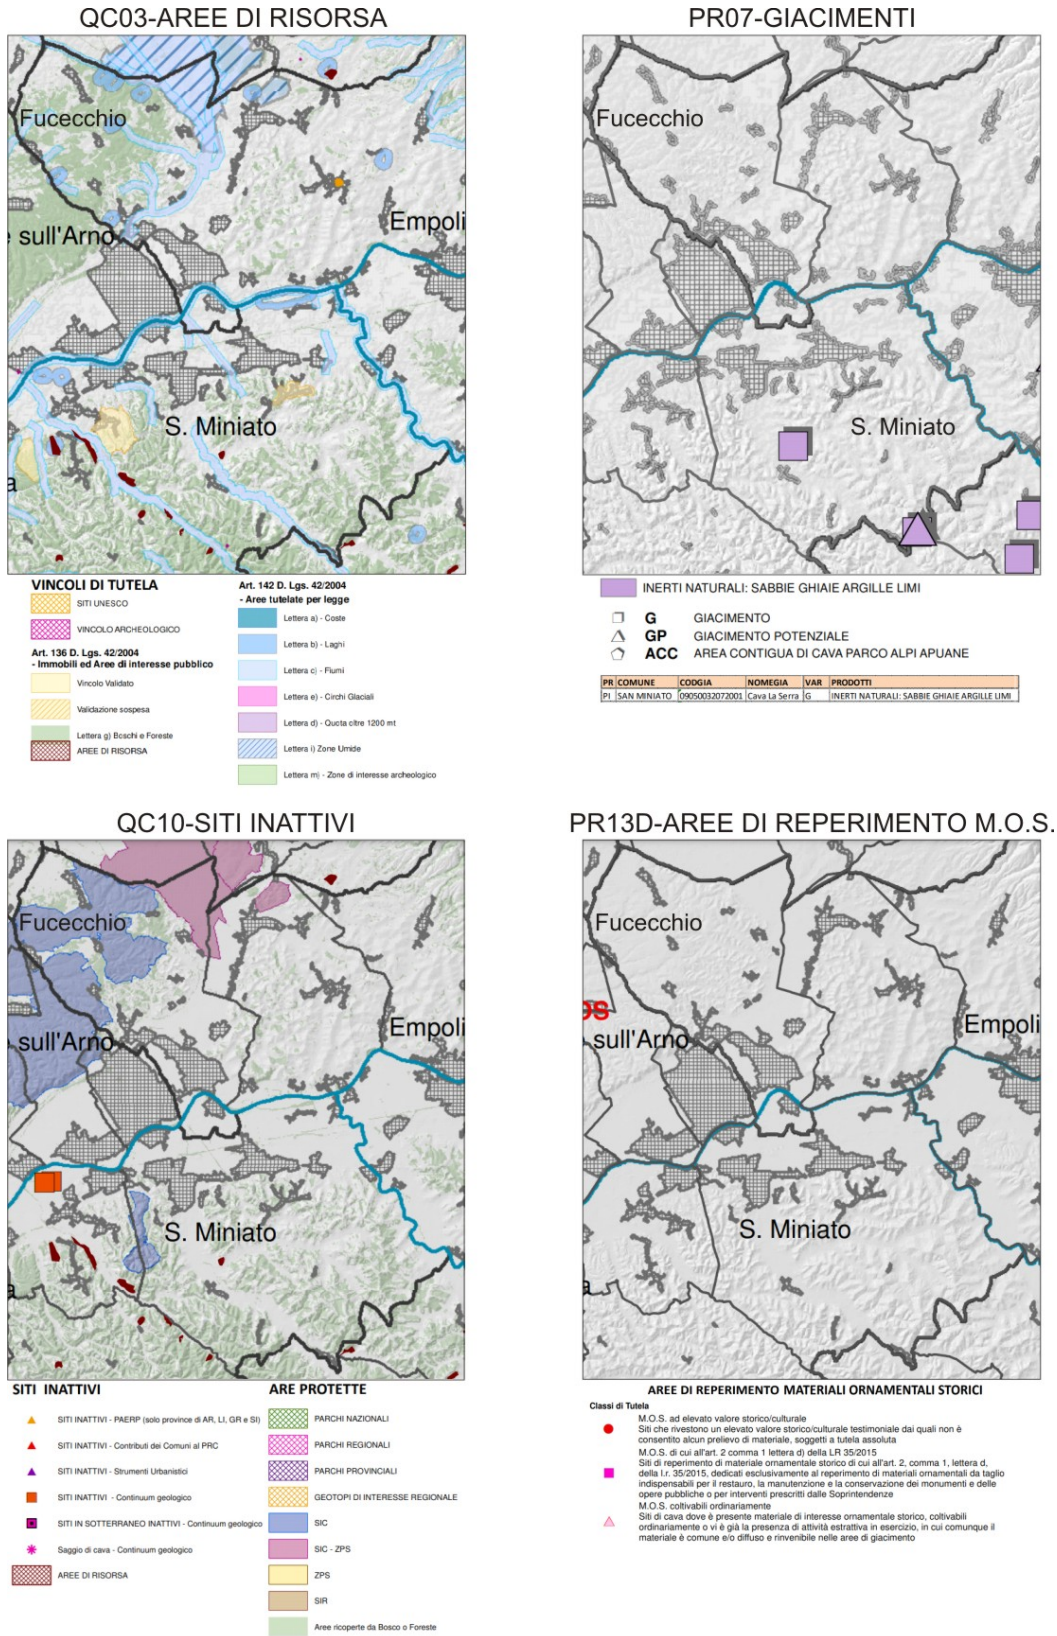 QC03-AREE DI RISORSA
Fucecchio
sull'Arno
Empoli
S. Miniato
a
VINCOLI DI TUTELA
SITI UNESCO
VINCOLO ARCHEOLOGICO
Art. 136 D. Lgs. 42/2004
- Immobili ed Aree di interesse pubblico
Vincolo Validato
Validazione sospesa
Lettera g) Boschi e Foreste
AREE DI RISORSA
Art. 142 D. Lgs. 42/2004
- Aree tutelate per legge
Lettera a) - Coste
Lettera b) - Laghi
Lettera c) - Fiumi
Lettera e) - Circhi Glaciali
Lettera d) - Quota oltre 1200 mt
Lettera i) Zone Umide
Lettera m) - Zone di interesse archeologico
PR07-GIACIMENTI
Fucecchio
S. Miniato
INERTI NATURALI: SABBIE GHIAIE ARGILLE LIMI
G GIACIMENTO
GP GIACIMENTO POTENZIALE
ACC AREA CONTIGUA DI CAVA PARCO ALPI APUANE
PR COMUNE CODGIA NOMEGIA VAR PRODOTTI
PI SAN MINIATO 09050032072001 Cava La Serra G INERTI NATURALI: SABBIE GHIAIE ARGILLE LIMI
QC10-SITI INATTIVI
Fucecchio
sull'Arno
Empoli
S. Miniato
a
SITI INATTIVI
SITI INATTIVI - PAERP (solo province di AR, LI, GR e SI)
SITI INATTIVI - Contributi dei Comuni al PRC
SITI INATTIVI - Strumenti Urbanistici
SITI INATTIVI - Continuum geologico
SITI IN SOTTERRANEO INATTIVI - Continuum geologico
Saggio di cava - Continuum geologico
AREE DI RISORSA
ARE PROTETTE
PARCHI NAZIONALI
PARCHI REGIONALI
PARCHI PROVINCIALI
GEOTOPI DI INTERESSE REGIONALE
SIC
SIC - ZPS
ZPS
SIR
Aree ricoperte da Bosco o Foreste
PR13D-AREE DI REPERIMENTO M.O.S.
Fucecchio
sull'Arno
Empoli
S. Miniato
a
AREE DI REPERIMENTO MATERIALI ORNAMENTALI STORICI
Classi di Tutela
M.O.S. ad elevato valore storico/culturale
Siti che rivestono un elevato valore storico/culturale testimoniale dai quali non è
consentito alcun prelievo di materiale, soggetti a tutela assoluta
M.O.S. di cui all'art. 2 comma 1 lettera d) della LR 35/2015
Siti di reperimento di materiale ornamentale storico di cui all'art. 2, comma 1, lettera d,
della l.r. 35/2015, dedicati esclusivamente al reperimento di materiali ornamentali da taglio
indispensabili per il restauro, la manutenzione e la conservazione dei monumenti e delle
opere pubbliche o per interventi prescritti dalle Soprintendenze
M.O.S. coltivabili ordinariamente
Siti di cava dove è presente materiale di interesse ornamentale storico, coltivabili
ordinariamente o vi è già la presenza di attività estrattiva in esercizio, in cui comunque il
materiale è comune e/o diffuso e rinvenibile nelle aree di giacimento